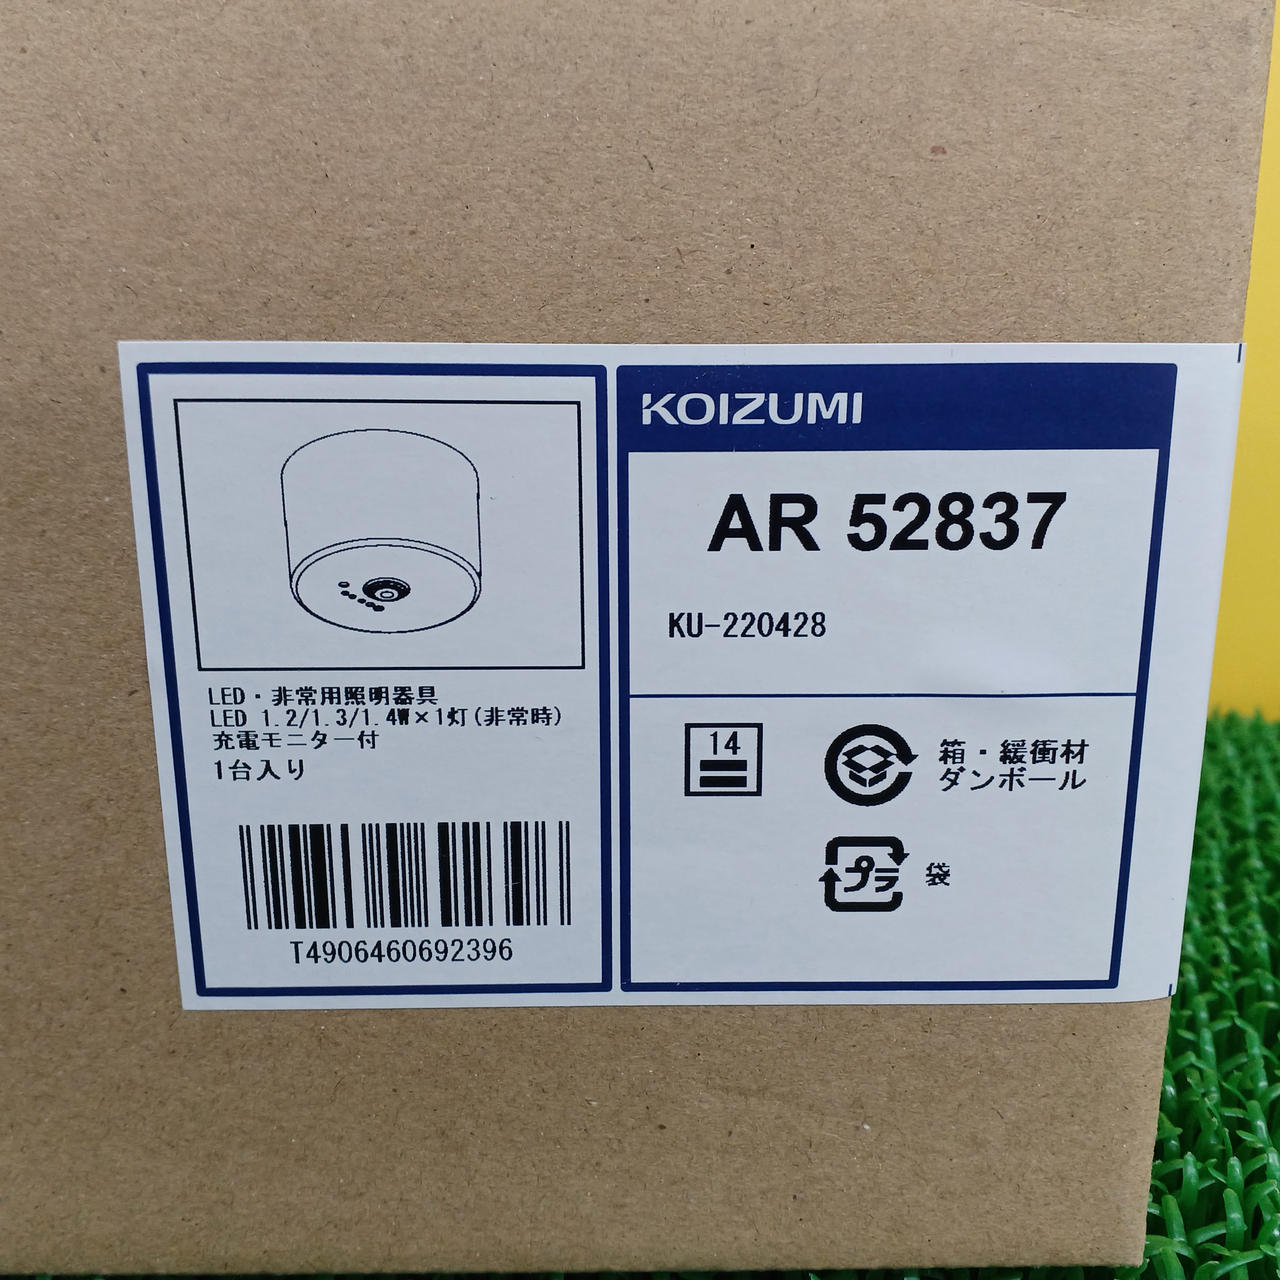 LED・非常用照明器具
LED 1.2/1.3/1.4W×1灯(非常時)
充電モニター付
1台入り
T4906460692396
KOIZUMI
AR 52837
KU-220428
14
箱・緩衝材
ダンボール
プラ
袋